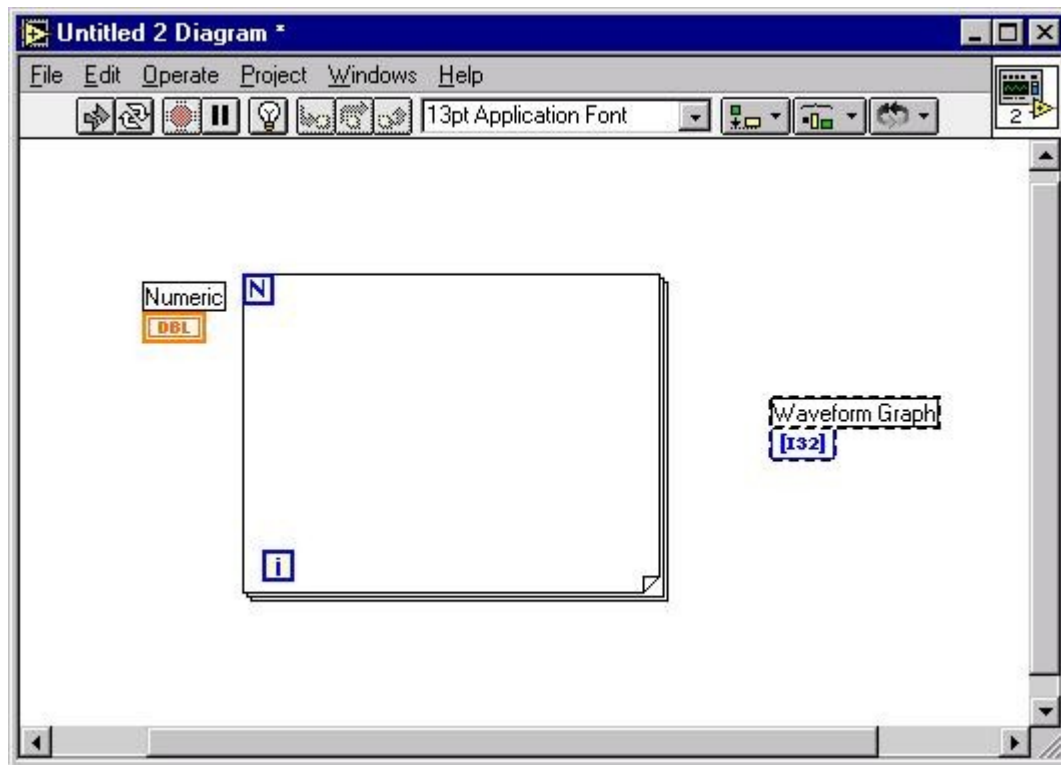 Untitled 2 Diagram *
File Edit Operate Project Windows Help
13pt Application Font
2
Numeric
N
DBL
Waveform Graph
[I32]
i